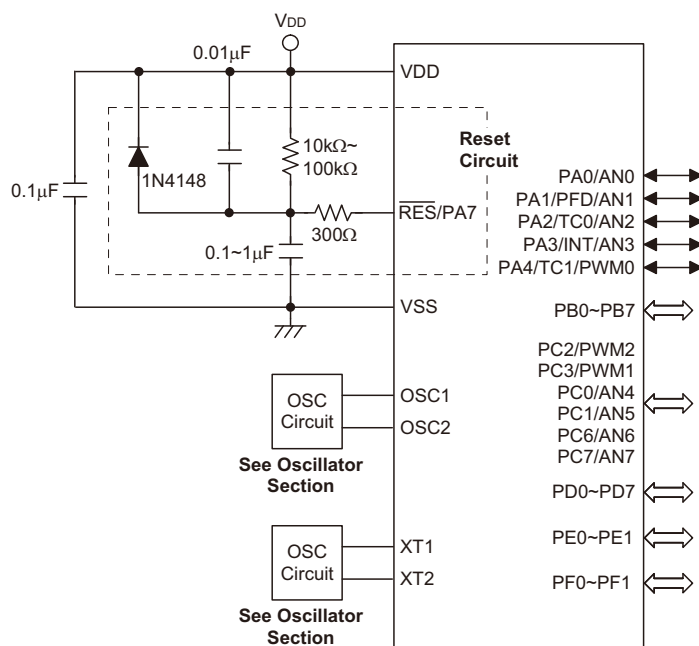 VDD
0.01μF
VDD
10kΩ~
100kΩ
Reset
Circuit
1N4148
0.1μF
RES/PA7
300Ω
0.1~1μF
VSS
OSC
Circuit
OSC1
OSC2
See Oscillator
Section
OSC
Circuit
XT1
XT2
See Oscillator
Section
PA0/AN0
PA1/PFD/AN1
PA2/TC0/AN2
PA3/INT/AN3
PA4/TC1/PWM0
PB0~PB7
PC2/PWM2
PC3/PWM1
PC0/AN4
PC1/AN5
PC6/AN6
PC7/AN7
PD0~PD7
PE0~PE1
PF0~PF1